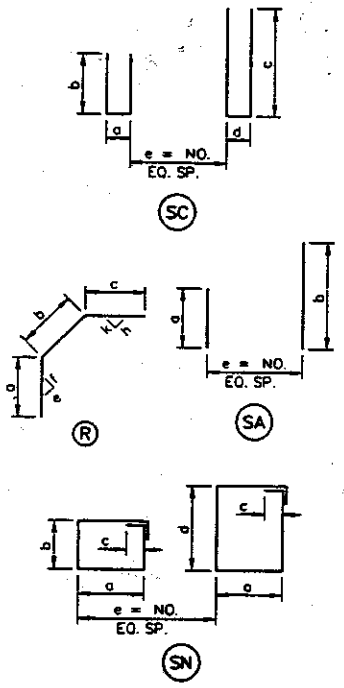 b
c
a
d
e = NO.
EQ. SP.
SC
c
b
k h
a
f
e
R
a
b
e = NO.
EQ. SP.
SA
b
c
d
c
a
a
e = NO.
EQ. SP.
SN